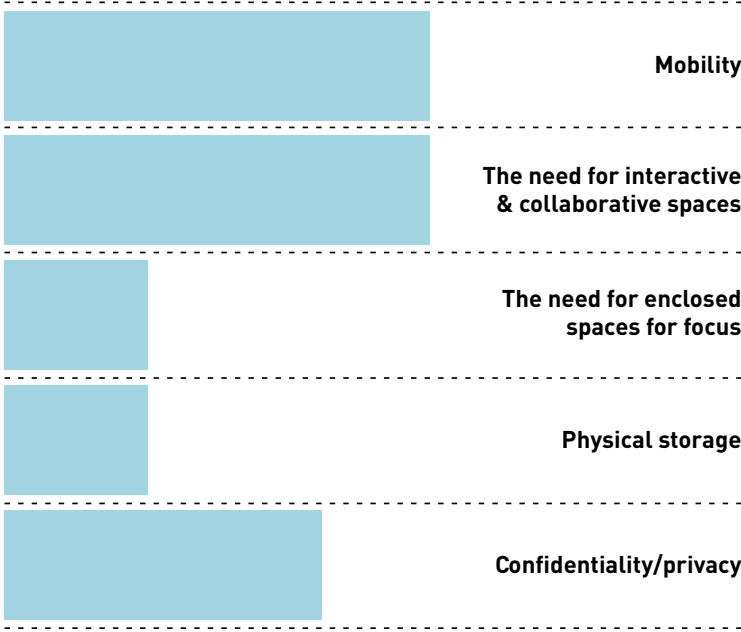 Mobility
The need for interactive
& collaborative spaces
The need for enclosed
spaces for focus
Physical storage
Confidentiality/privacy